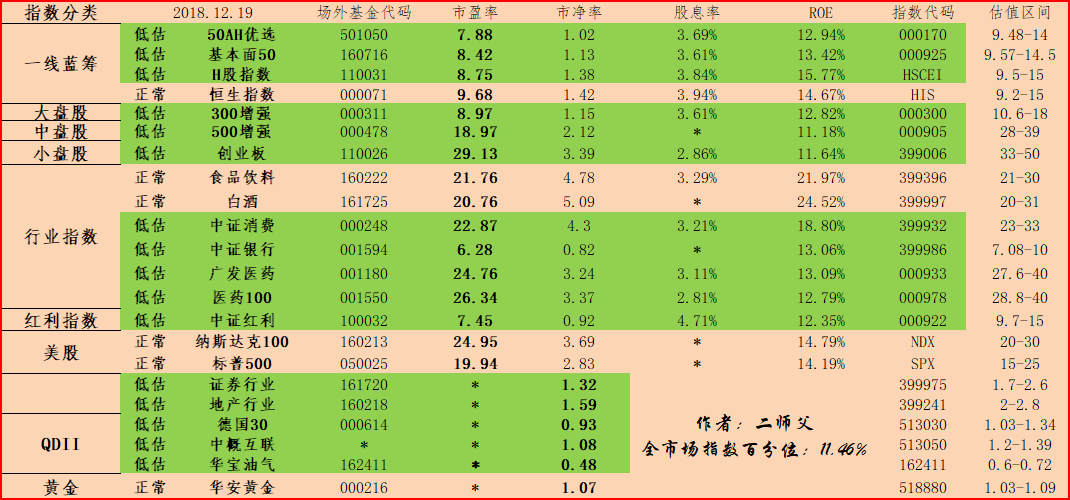 指数分类 2018.12.19 场外基金代码 市盈率 市净率 股息率 ROE 指数代码 估值区间
一线蓝筹
低估 50AH优选 501050 7.88 1.02 3.69% 12.94% 000170 9.48-14
低估 基本面50 160716 8.42 1.13 3.61% 13.42% 000925 9.57-14.5
低估 H股指数 110031 8.75 1.38 3.84% 15.77% HSCEI 9.5-15
正常 恒生指数 000071 9.68 1.42 3.94% 14.67% HIS 9.2-15
大盘股 低估 300增强 000311 8.97 1.15 3.61% 12.82% 000300 10.6-18
中盘股 低估 500增强 000478 18.97 2.12 * 11.18% 000905 28-39
小盘股 低估 创业板 110026 29.13 3.39 2.86% 11.64% 399006 33-50
行业指数
正常 食品饮料 160222 21.76 4.78 3.29% 21.97% 399396 21-30
正常 白酒 161725 20.76 5.09 * 24.52% 399997 20-31
低估 中证消费 000248 22.87 4.3 3.21% 18.80% 399932 23-33
低估 中证银行 001594 6.28 0.82 * 13.06% 399986 7.08-10
低估 广发医药 001180 24.76 3.24 3.11% 13.09% 000933 27.6-40
低估 医药100 001550 26.34 3.37 2.81% 12.79% 000978 28.8-40
红利指数 低估 中证红利 100032 7.45 0.92 4.71% 12.35% 000922 9.7-15
美股
正常 纳斯达克100 160213 24.95 3.69 * 14.79% NDX 20-30
正常 标普500 050025 19.94 2.83 * 14.19% SPX 15-25
低估 证券行业 161720 * 1.32 399975 1.7-2.6
低估 地产行业 160218 * 1.59 399241 2-2.8
QDII
低估 德国30 000614 * 0.93 513030 1.03-1.34
低估 中概互联 * * 1.08 513050 1.2-1.39
低估 华宝油气 162411 * 0.48 162411 0.6-0.72
作者：二师父
全市场指数百分位：11.46%
黄金 正常 华安黄金 000216 * 1.07 518880 1.03-1.09